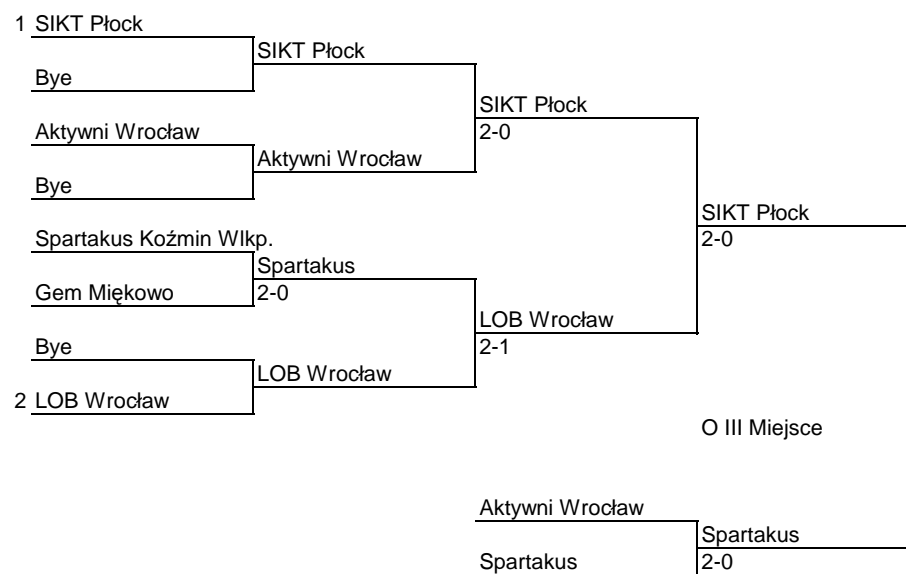 1 SIKT Płock
SIKT Płock
Bye
SIKT Płock
Aktywni Wrocław
2-0
Aktywni Wrocław
Bye
SIKT Płock
Spartakus Koźmin Wlkp.
2-0
Spartakus
Gem Miękowo
2-0
LOB Wrocław
Bye
2-1
LOB Wrocław
2 LOB Wrocław
O III Miejsce
Aktywni Wrocław
Spartakus
Spartakus
2-0